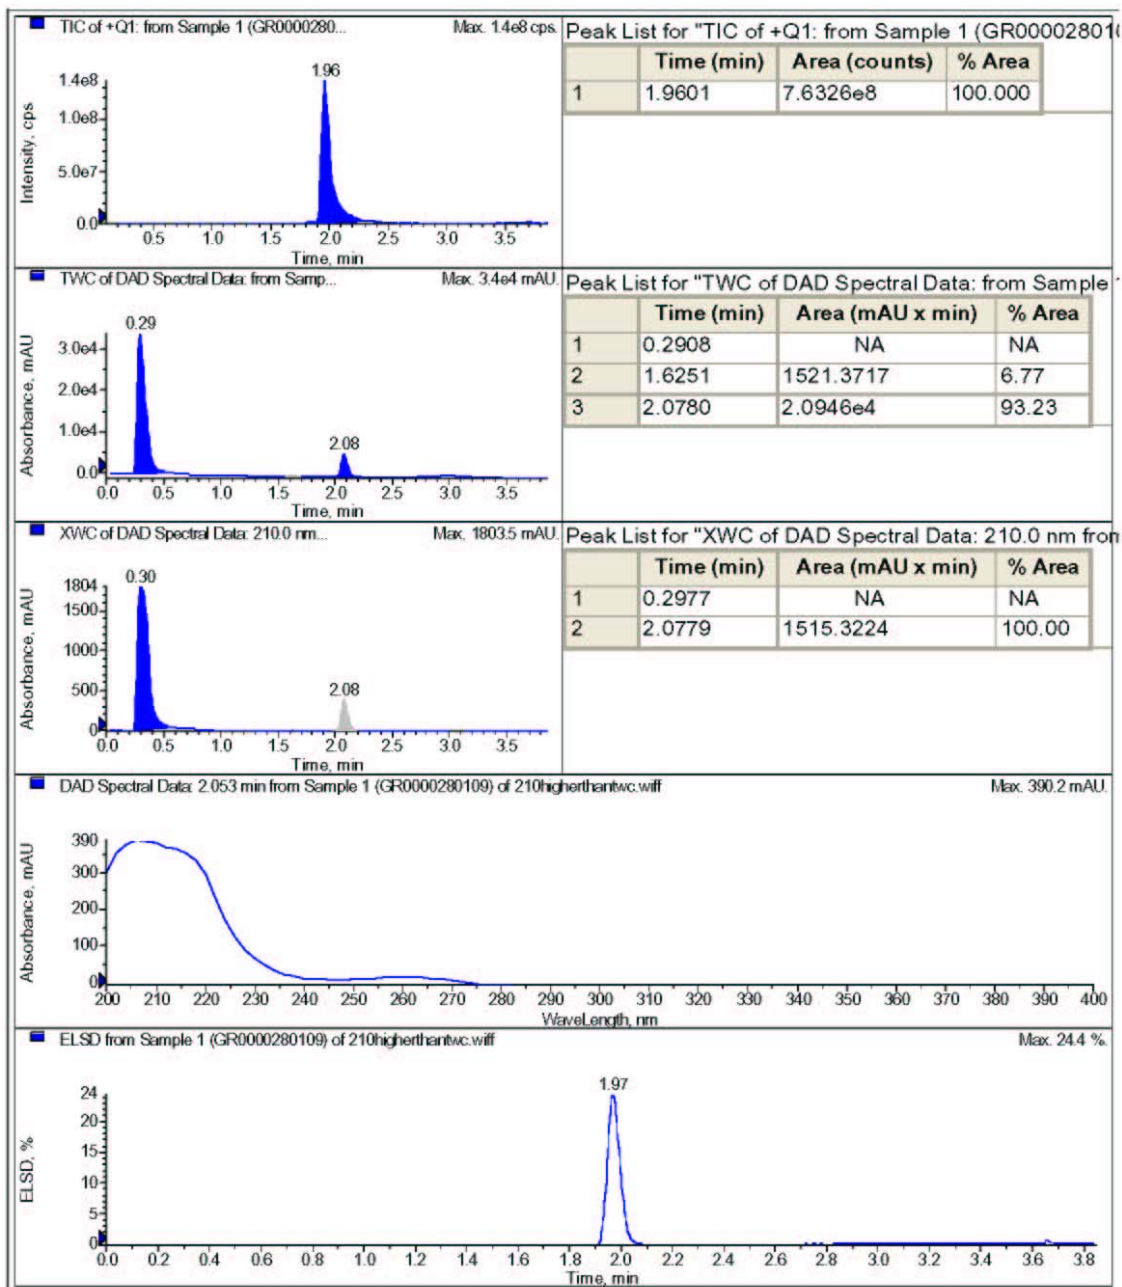 TIC of +Q1: from Sample 1 (GR0000280... Max. 1.4e8 cps.
1.96
1.4e8
1.0e8
5.0e7
0.0
Intensity, cps
0.5 1.0 1.5 2.0 2.5 3.0 3.5
Time, min
Peak List for "TIC of +Q1: from Sample 1 (GR00002801
Time (min) Area (counts) % Area
1 1.9601 7.6326e8 100.000
TWC of DAD Spectral Data: from Samp... Max. 3.4e4 mAU.
0.29
3.0e4
2.0e4
1.0e4
0.0
2.08
Absorbance, mAU
0.0 0.5 1.0 1.5 2.0 2.5 3.0 3.5
Time, min
Peak List for "TWC of DAD Spectral Data: from Sample
Time (min) Area (mAU x min) % Area
1 0.2908 NA NA
2 1.6251 1521.3717 6.77
3 2.0780 2.0946e4 93.23
XWC of DAD Spectral Data: 210.0 nm... Max. 1803.5 mAU.
0.30
1804
1500
1000
500
0
2.08
Absorbance, mAU
0.0 0.5 1.0 1.5 2.0 2.5 3.0 3.5
Time, min
Peak List for "XWC of DAD Spectral Data: 210.0 nm from
Time (min) Area (mAU x min) % Area
1 0.2977 NA NA
2 2.0779 1515.3224 100.00
DAD Spectral Data: 2.053 min from Sample 1 (GR0000280109) of 210higherthantwc.wiff Max. 390.2 mAU.
390
300
200
100
0
Absorbance, mAU
200 210 220 230 240 250 260 270 280 290 300 310 320 330 340 350 360 370 380 390 400
WaveLength, nm
ELSD from Sample 1 (GR0000280109) of 210higherthantwc.wiff Max. 24.4 %.
1.97
24
20
15
10
5
0
ELSD, %
0.0 0.2 0.4 0.6 0.8 1.0 1.2 1.4 1.6 1.8 2.0 2.2 2.4 2.6 2.8 3.0 3.2 3.4 3.6 3.8
Time, min